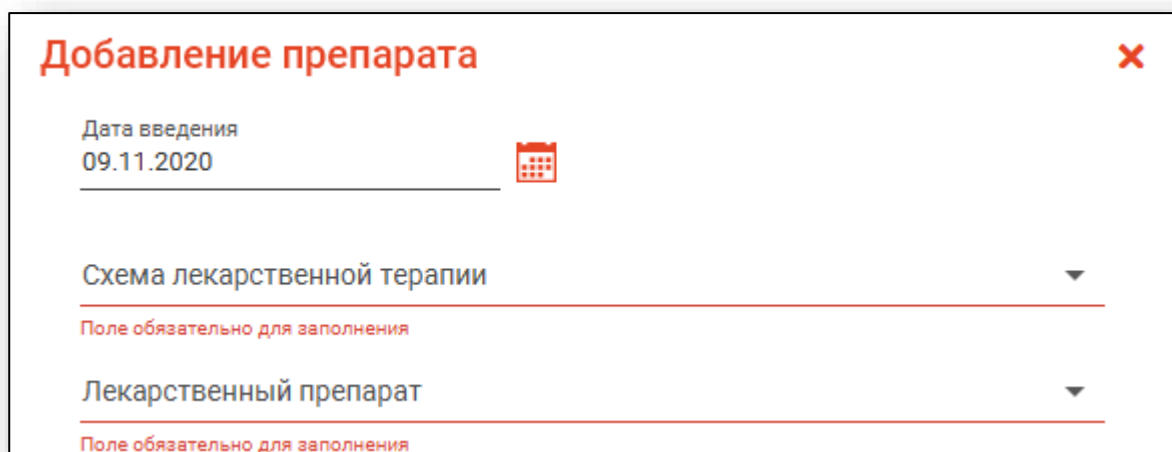 Добавление препарата
Дата введения
09.11.2020
Схема лекарственной терапии
Поле обязательно для заполнения
Лекарственный препарат
Поле обязательно для заполнения